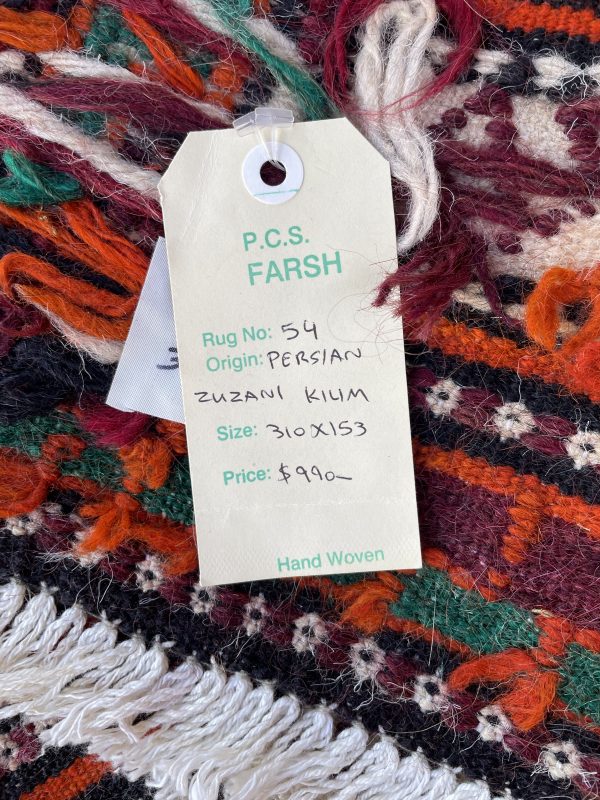 P.C.S.
FARSH
Rug No: 54
Origin: PERSIAN
ZUZANI KILIM
Size: 310X153
Price: $990-
Hand Woven